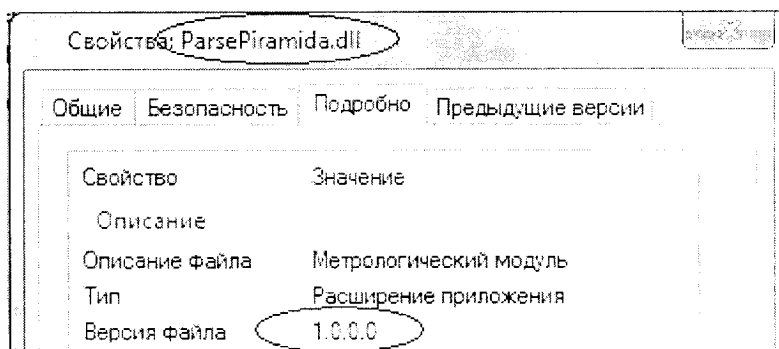 Свойства: ParsePiramida.dll
Общие Безопасность Подробно Предыдущие версии
Свойство Значение
Описание
Описание файла Метрологический модуль
Тип Расширение приложения
Версия файла 1.0.0.0